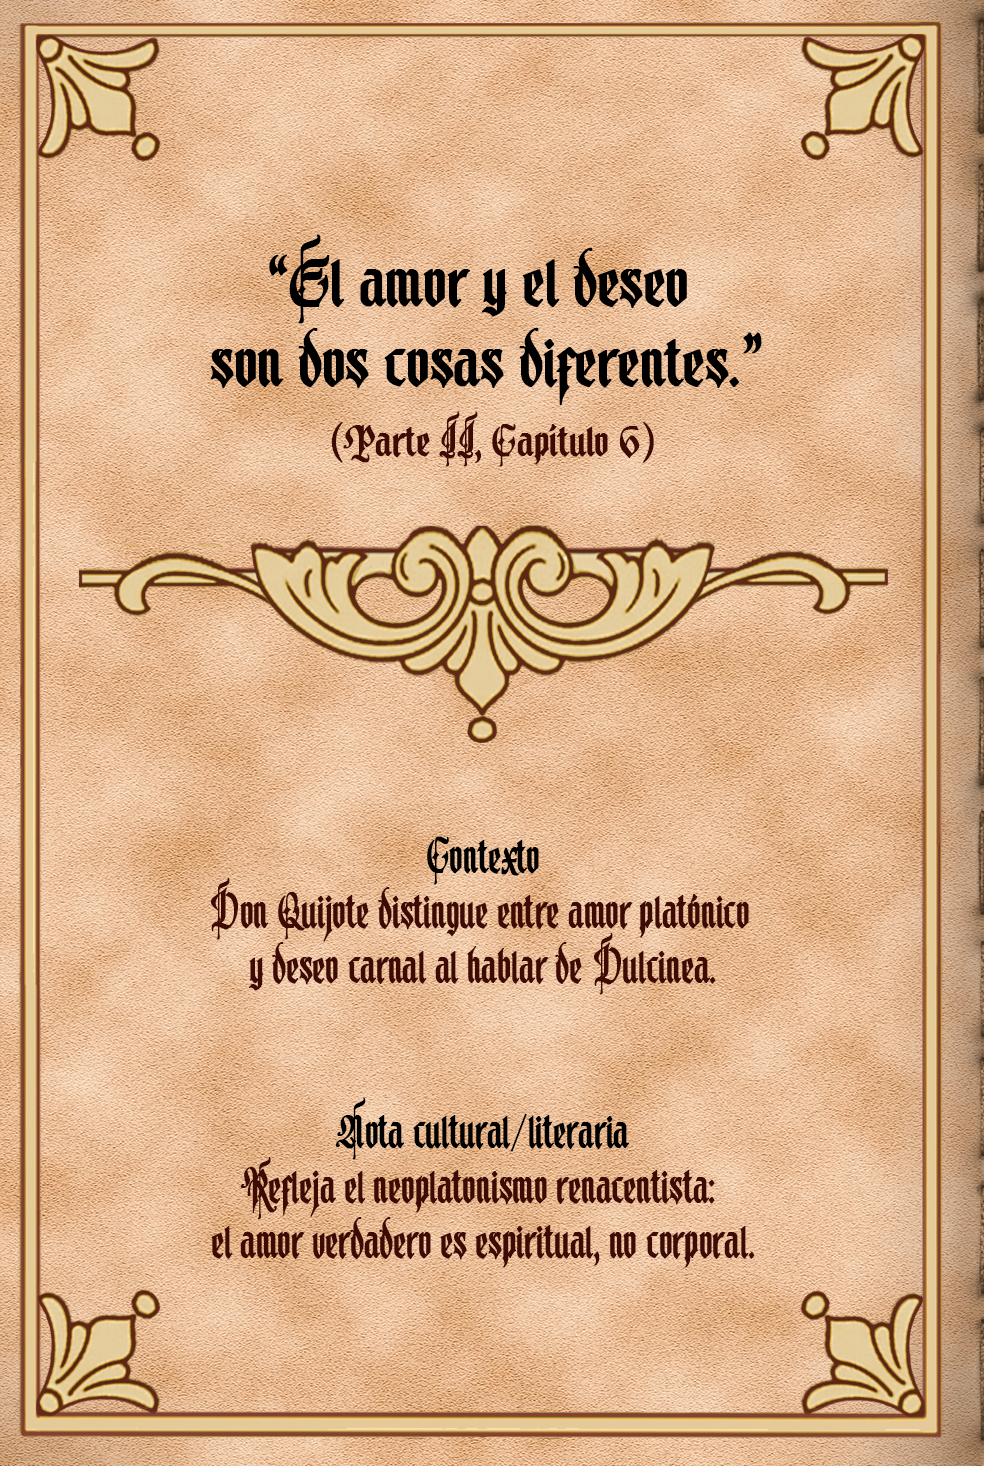 “El amor y el deseo
son dos cosas diferentes.”
(Parte II, Capítulo 6)
Contexto
Don Quijote distingue entre amor platónico
y deseo carnal al hablar de Dulcinea.
Nota cultural/literaria
Refleja el neoplatonismo renacentista:
el amor verdadero es espiritual, no corporal.